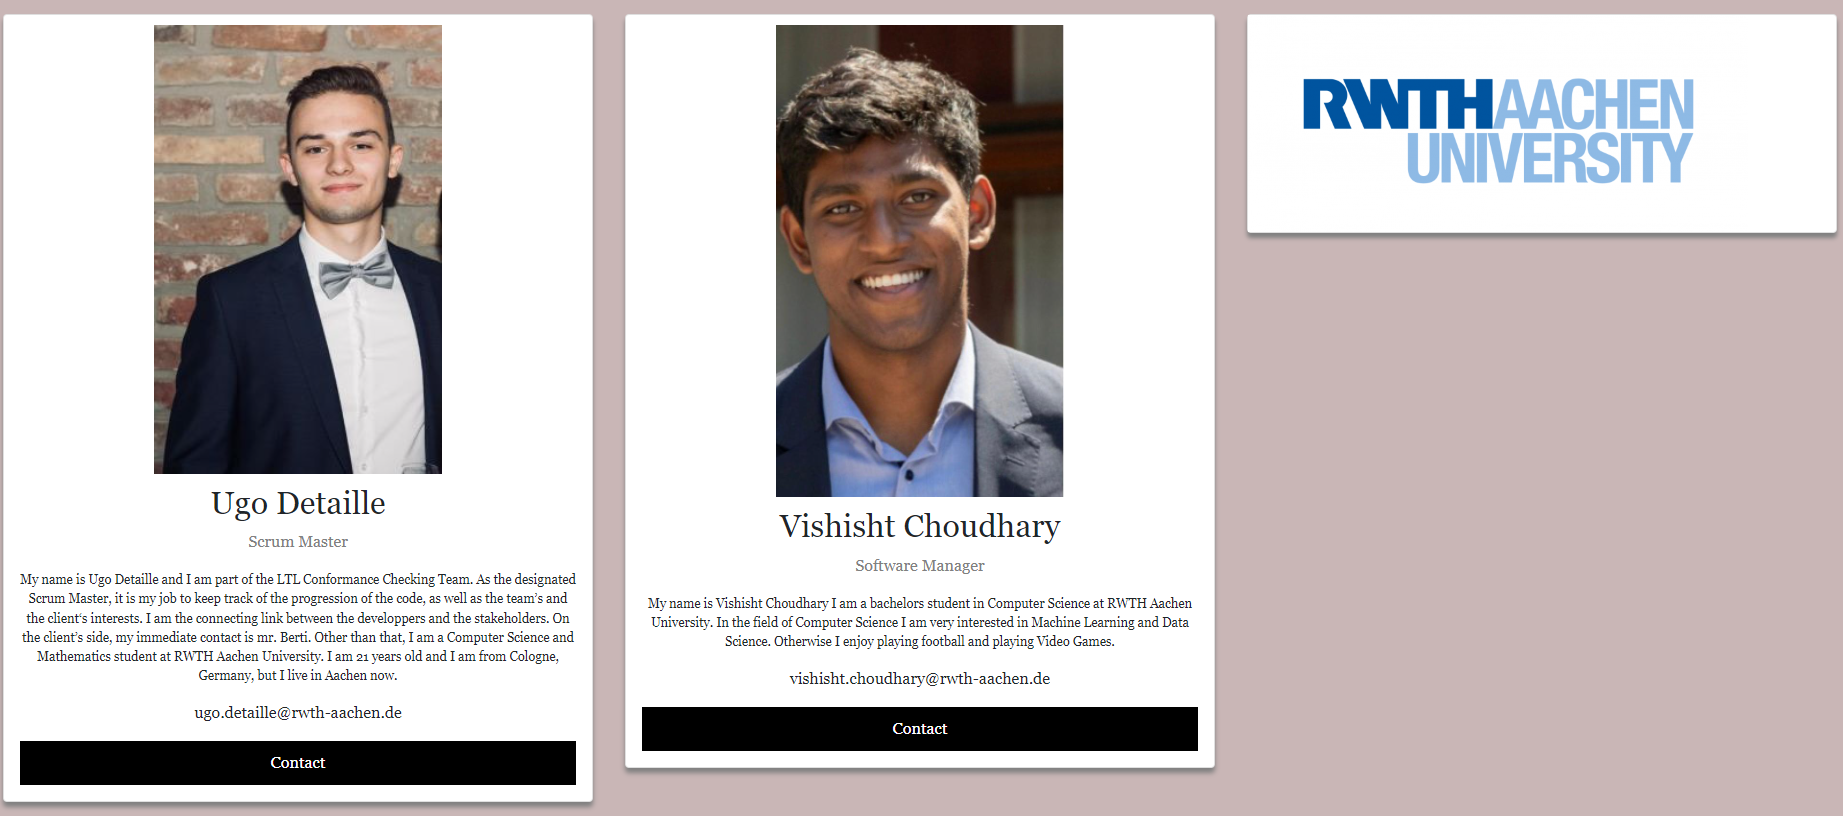 Ugo Detaille
Scrum Master
My name is Ugo Detaille and I am part of the LTL Conformance Checking Team. As the designated
Scrum Master, it is my job to keep track of the progression of the code, as well as the team's and
the client's interests. I am the connecting link between the developpers and the stakeholders. On
the client's side, my immediate contact is mr. Berti. Other than that, I am a Computer Science and
Mathematics student at RWTH Aachen University. I am 21 years old and I am from Cologne,
Germany, but I live in Aachen now.
ugo.detaille@rwth-aachen.de
Contact
Vishisht Choudhary
Software Manager
My name is Vishisht Choudhary I am a bachelors student in Computer Science at RWTH Aachen
University. In the field of Computer Science I am very interested in Machine Learning and Data
Science. Otherwise I enjoy playing football and playing Video Games.
vishisht.choudhary@rwth-aachen.de
Contact
RWTHAACHEN
UNIVERSITY